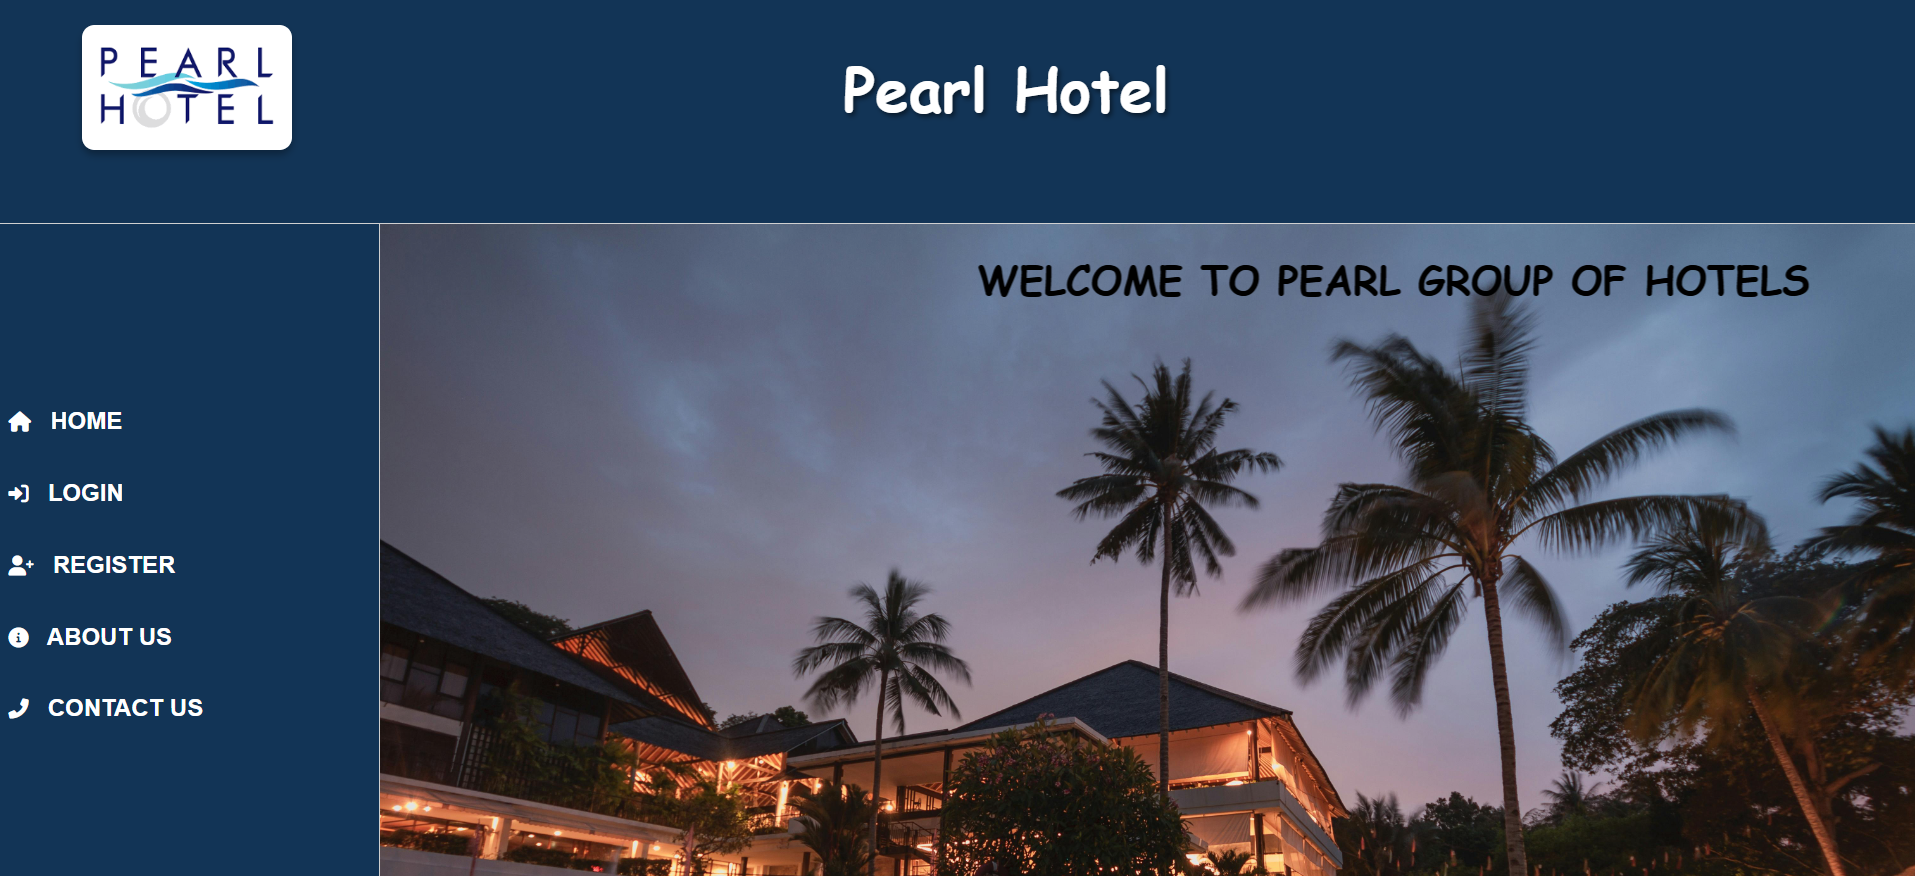 PEARL
HOTEL
Pearl Hotel
WELCOME TO PEARL GROUP OF HOTELS
HOME
LOGIN
REGISTER
ABOUT US
CONTACT US